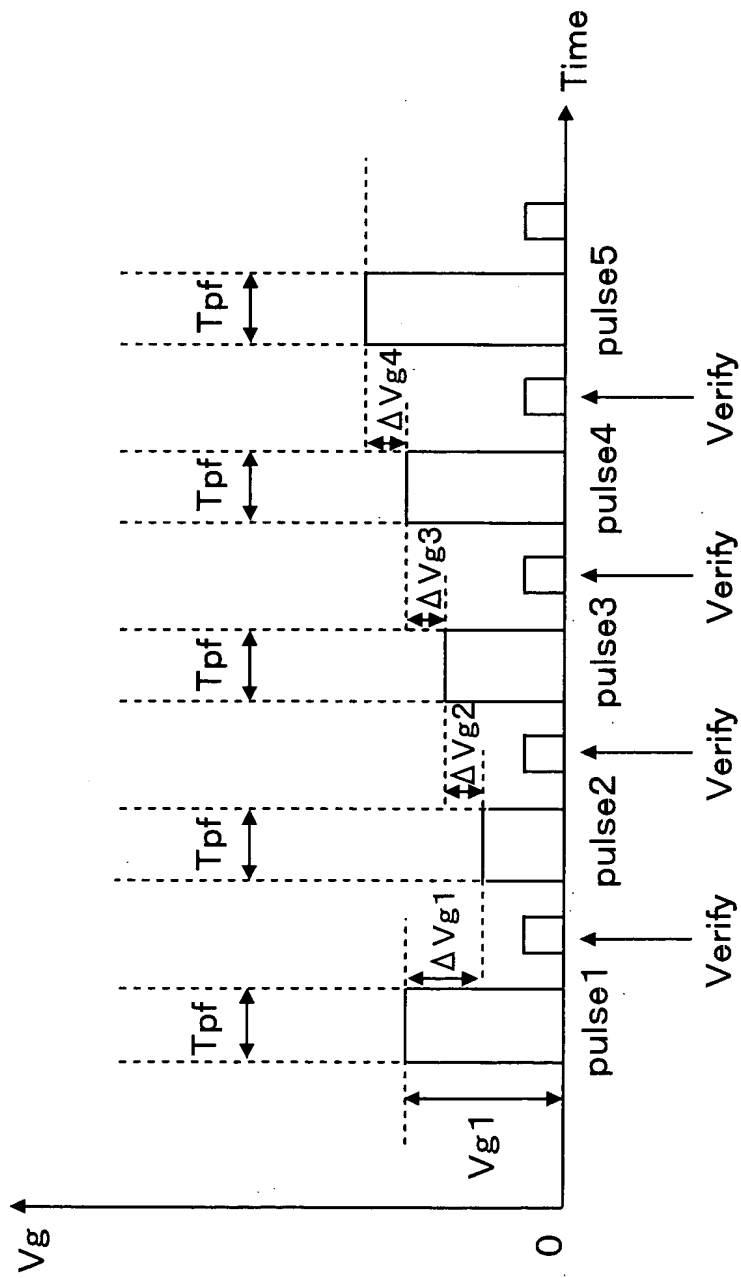 Vg
Tpf
Tpf
Tpf
Tpf
Tpf
Vg1
ΔVg1
ΔVg2
ΔVg3
ΔVg4
0
Time
pulse1
pulse2
pulse3
pulse4
pulse5
Verify
Verify
Verify
Verify